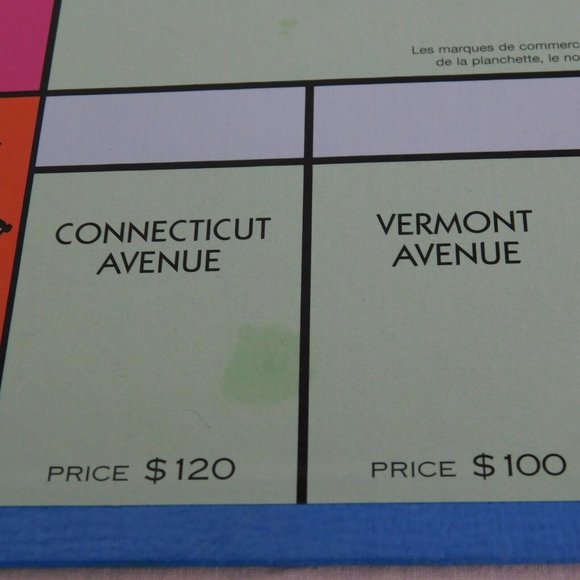 Les marques de commerc
de la planchette, le no
CONNECTICUT
AVENUE
PRICE $120
VERMONT
AVENUE
PRICE $100